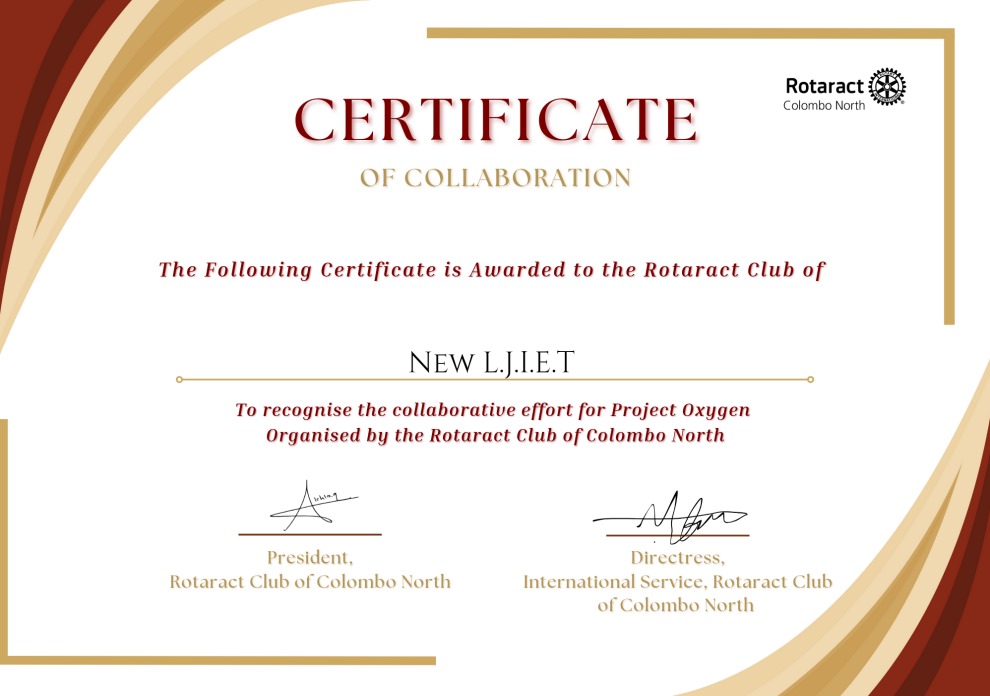 Rotaract
Colombo North
CERTIFICATE
OF COLLABORATION
The Following Certificate is Awarded to the Rotaract Club of
New L.J.I.E.T
To recognise the collaborative effort for Project Oxygen
Organised by the Rotaract Club of Colombo North
President,
Rotaract Club of Colombo North
Directress,
International Service, Rotaract Club
of Colombo North